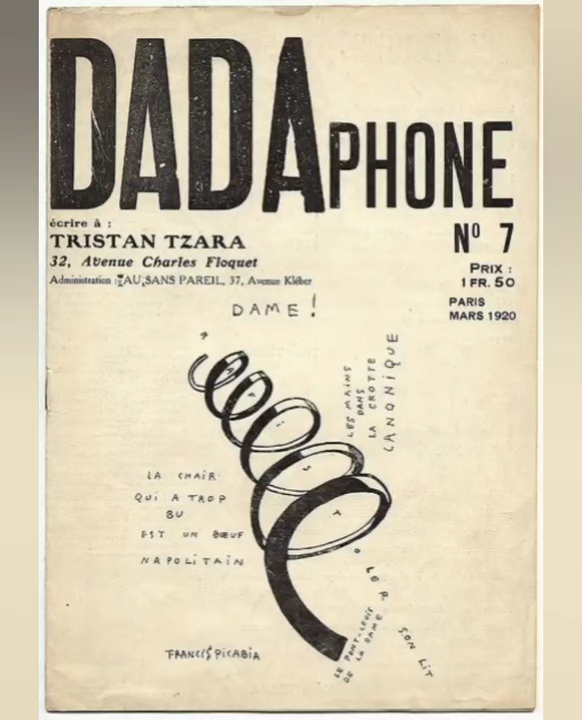 DADAPHONE
écrire à :
TRISTAN TZARA
32, Avenue Charles Floquet
Administration : AU SANS PAREIL, 37, Avenue Kléber
Nº 7
PRIX :
1 FR. 50
PARIS
MARS 1920
DAME!
LES MAINS
DANS
LA CROTTE
CANONIQUE
LA CHAIR
QUI A TROP
BU
EST UN BŒUF
NAPOLITAIN
LE PONT-LEVIS
DE LA DAME
SON LIT
FRANCIS PICABIA